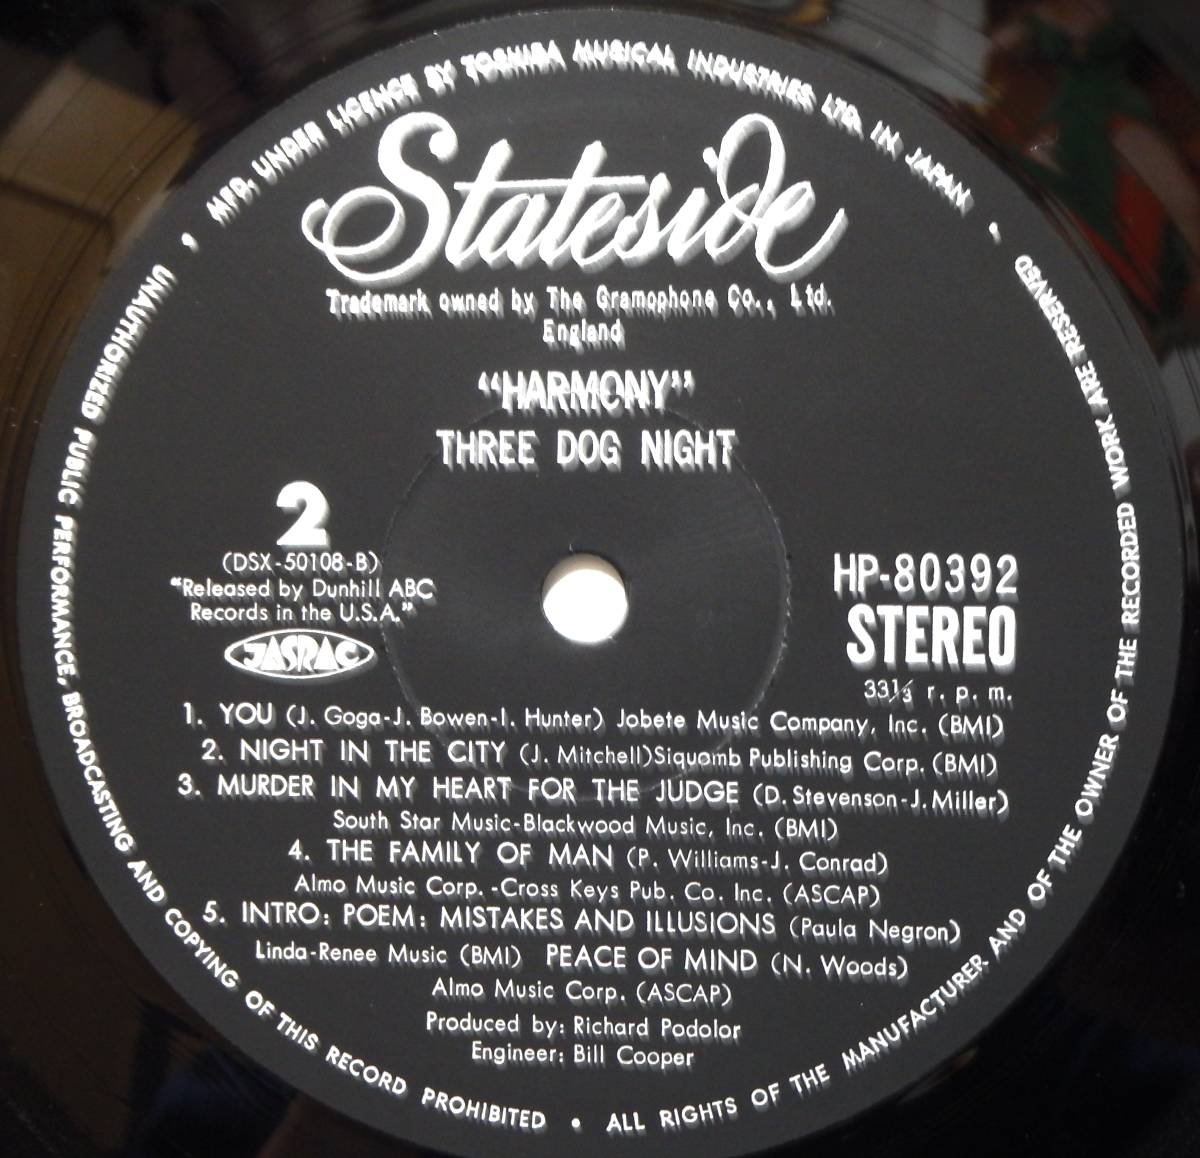 MFD. UNDER LICENCE BY TOSHIBA MUSICAL INDUSTRIES LTD. IN JAPAN
Stateside
Trademark owned by The Gramophone Co., Ltd.
England
“HARMONY”
THREE DOG NIGHT
2
(DSX-50108-B)
“Released by Dunhill ABC
Records in the U.S.A.”
JASRAC
HP-80392
STEREO
33⅓ r. p. m.
1. YOU (J. Goga-J. Bowen-I. Hunter) Jobete Music Company, Inc. (BMI)
2. NIGHT IN THE CITY (J. Mitchell)Siquomb Publishing Corp. (BMI)
3. MURDER IN MY HEART FOR THE JUDGE (D. Stevenson-J. Miller)
South Star Music-Blackwood Music, Inc. (BMI)
4. THE FAMILY OF MAN (P. Williams-J. Conrad)
Almo Music Corp. -Cross Keys Pub. Co. Inc. (ASCAP)
5. INTRO: POEM: MISTAKES AND ILLUSIONS (Paula Negron)
Linda-Renee Music (BMI) PEACE OF MIND (N. Woods)
Almo Music Corp. (ASCAP)
Produced by: Richard Podolor
Engineer: Bill Cooper
UNAUTHORIZED PUBLIC PERFORMANCE, BROADCASTING AND COPYING OF THIS RECORD PROHIBITED • ALL RIGHTS OF THE MANUFACTURER AND OF THE OWNER OF THE RECORDED WORK ARE RESERVED